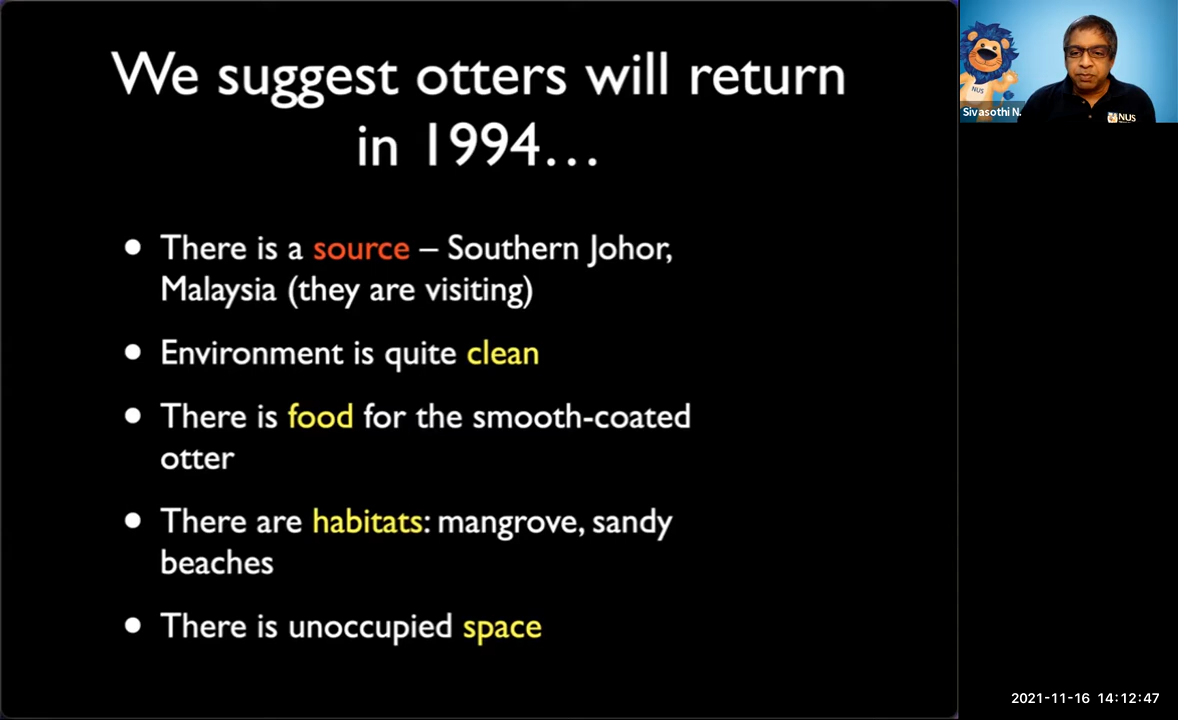 We suggest otters will return
in 1994…
● There is a source – Southern Johor,
Malaysia (they are visiting)
● Environment is quite clean
● There is food for the smooth-coated
otter
● There are habitats: mangrove, sandy
beaches
● There is unoccupied space
NUS
Sivasothi N.
NUS
2021-11-16 14:12:47